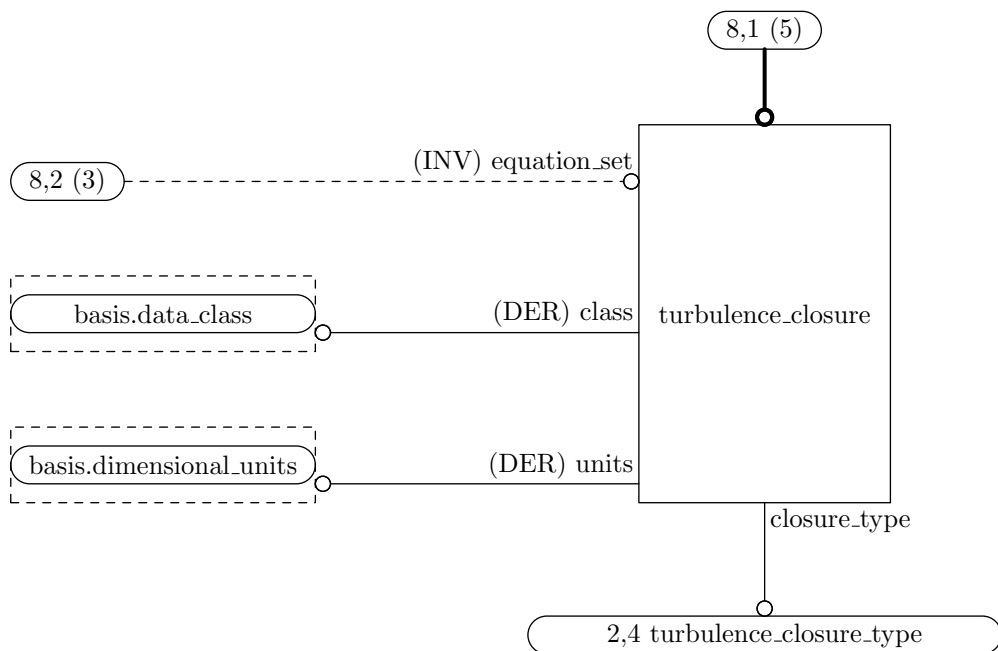 8,1 (5)
(INV) equation_set
8,2 (3)
basis.data_class
(DER) class
turbulence_closure
basis.dimensional_units
(DER) units
closure_type
2,4 turbulence_closure_type